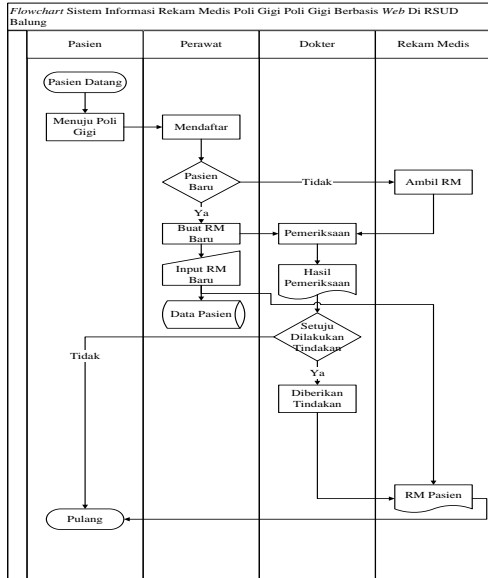 Flowchart Sistem Informasi Rekam Medis Poli Gigi Poli Gigi Berbasis Web Di RSUD
Balung
Pasien
Perawat
Dokter
Rekam Medis
Pasien Datang
Menuju Poli
Gigi
Mendaftar
Pasien
Baru
Tidak
Ambil RM
Ya
Buat RM
Baru
Pemeriksaan
Input RM
Baru
Hasil
Pemeriksaan
Data Pasien
Setuju
Dilakukan
Tindakan
Tidak
Ya
Diberikan
Tindakan
RM Pasien
Pulang